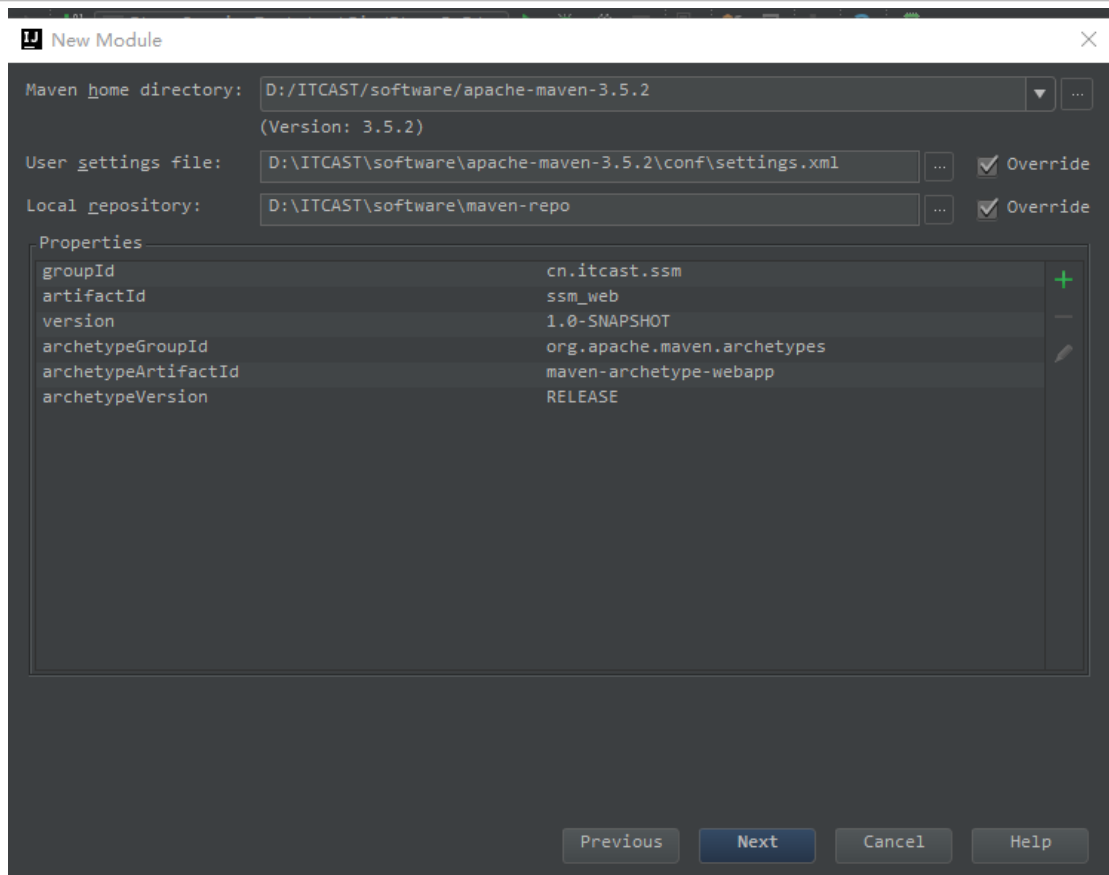 New Module
Maven home directory: D:/ITCAST/software/apache-maven-3.5.2
(Version: 3.5.2)
User settings file: D:\ITCAST\software\apache-maven-3.5.2\conf\settings.xml Override
Local repository: D:\ITCAST\software\maven-repo Override
Properties
groupId cn.itcast.ssm
artifactId ssm_web
version 1.0-SNAPSHOT
archetypeGroupId org.apache.maven.archetypes
archetypeArtifactId maven-archetype-webapp
archetypeVersion RELEASE
Previous Next Cancel Help